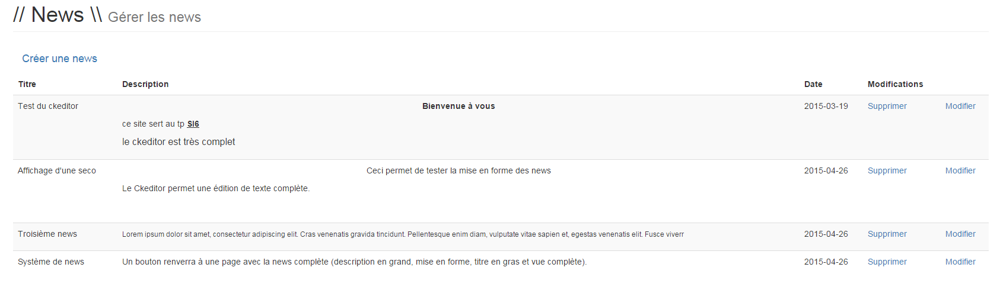 // News \\ Gérer les news
Créer une news
Titre Description Date Modifications
Test du ckeditor Bienvenue à vous 2015-03-19 Supprimer Modifier
ce site sert au tp SI6
le ckeditor est très complet
Affichage d'une seco Ceci permet de tester la mise en forme des news 2015-04-26 Supprimer Modifier
Le Ckeditor permet une édition de texte complète.
Troisième news Lorem ipsum dolor sit amet, consectetur adipiscing elit. Cras venenatis gravida tincidunt. Pellentesque enim diam, vulputate vitae sapien et, egestas venenatis elit. Fusce viverr 2015-04-26 Supprimer Modifier
Système de news Un bouton renverra à une page avec la news complète (description en grand, mise en forme, titre en gras et vue complète). 2015-04-26 Supprimer Modifier